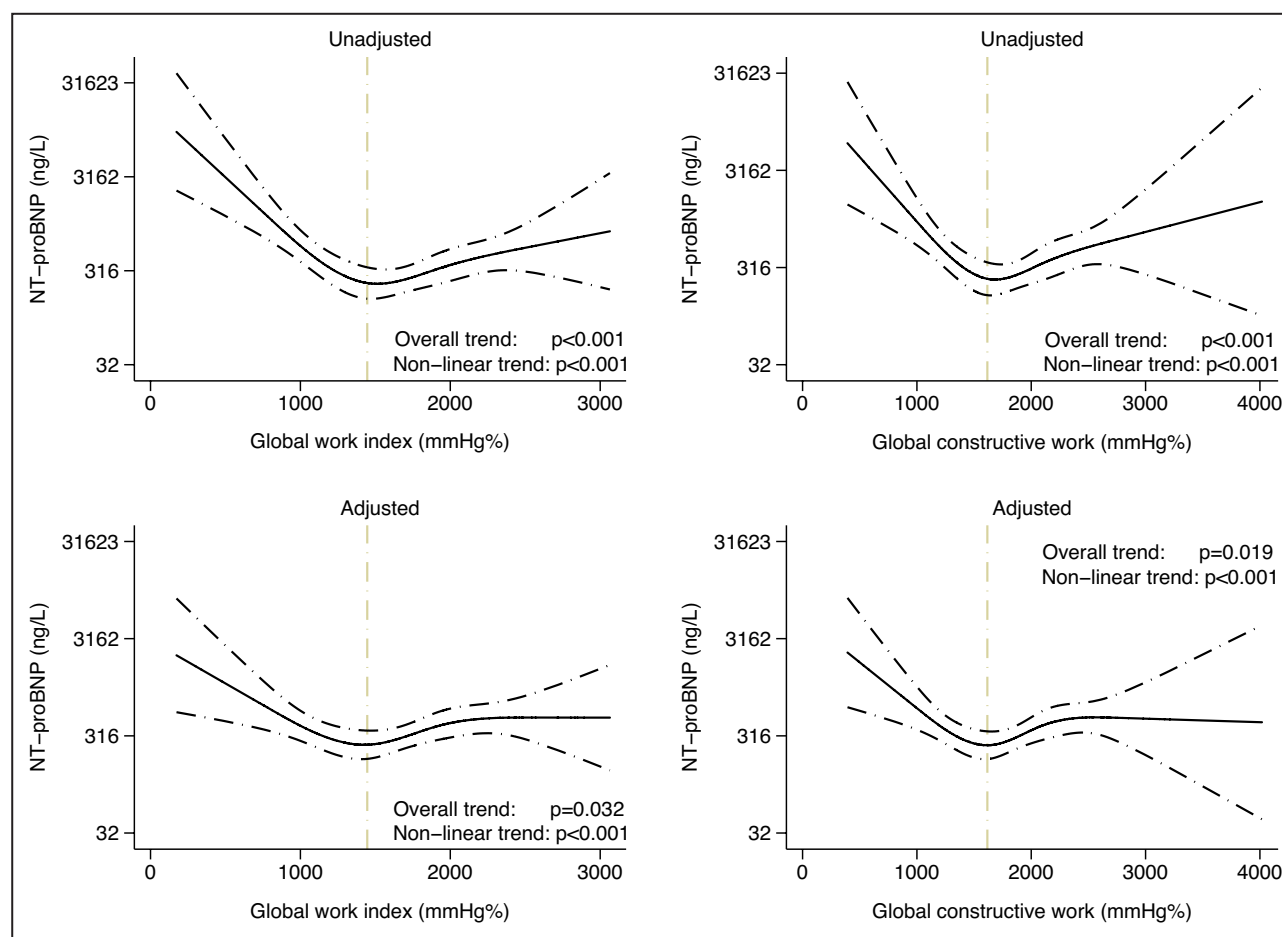 Unadjusted
31623
3162
316
32
NT−proBNP (ng/L)
Overall trend: p<0.001
Non−linear trend: p<0.001
0 1000 2000 3000
Global work index (mmHg%)
Unadjusted
31623
3162
316
32
NT−proBNP (ng/L)
Overall trend: p<0.001
Non−linear trend: p<0.001
0 1000 2000 3000 4000
Global constructive work (mmHg%)
Adjusted
31623
3162
316
32
NT−proBNP (ng/L)
Overall trend: p=0.032
Non−linear trend: p<0.001
0 1000 2000 3000
Global work index (mmHg%)
Adjusted
31623
3162
316
32
NT−proBNP (ng/L)
Overall trend: p=0.019
Non−linear trend: p<0.001
0 1000 2000 3000 4000
Global constructive work (mmHg%)